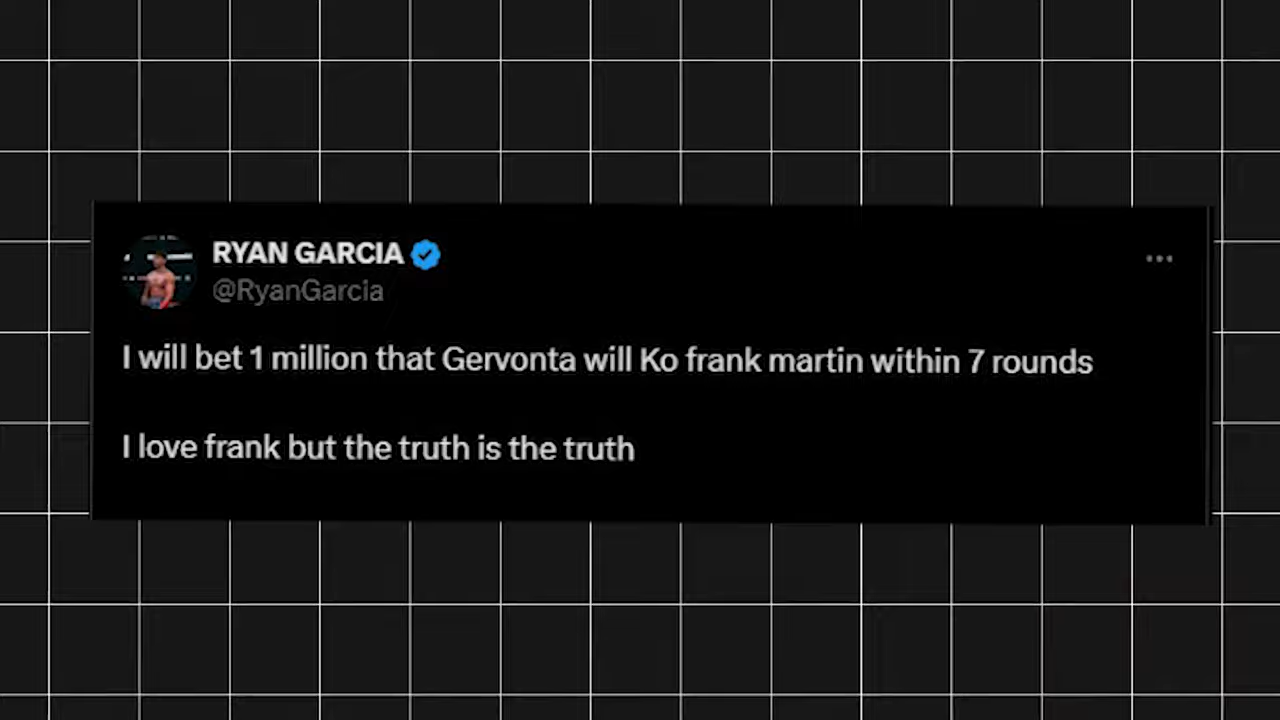 RYAN GARCIA
@RyanGarcia
I will bet 1 million that Gervonta will Ko frank martin within 7 rounds
I love frank but the truth is the truth